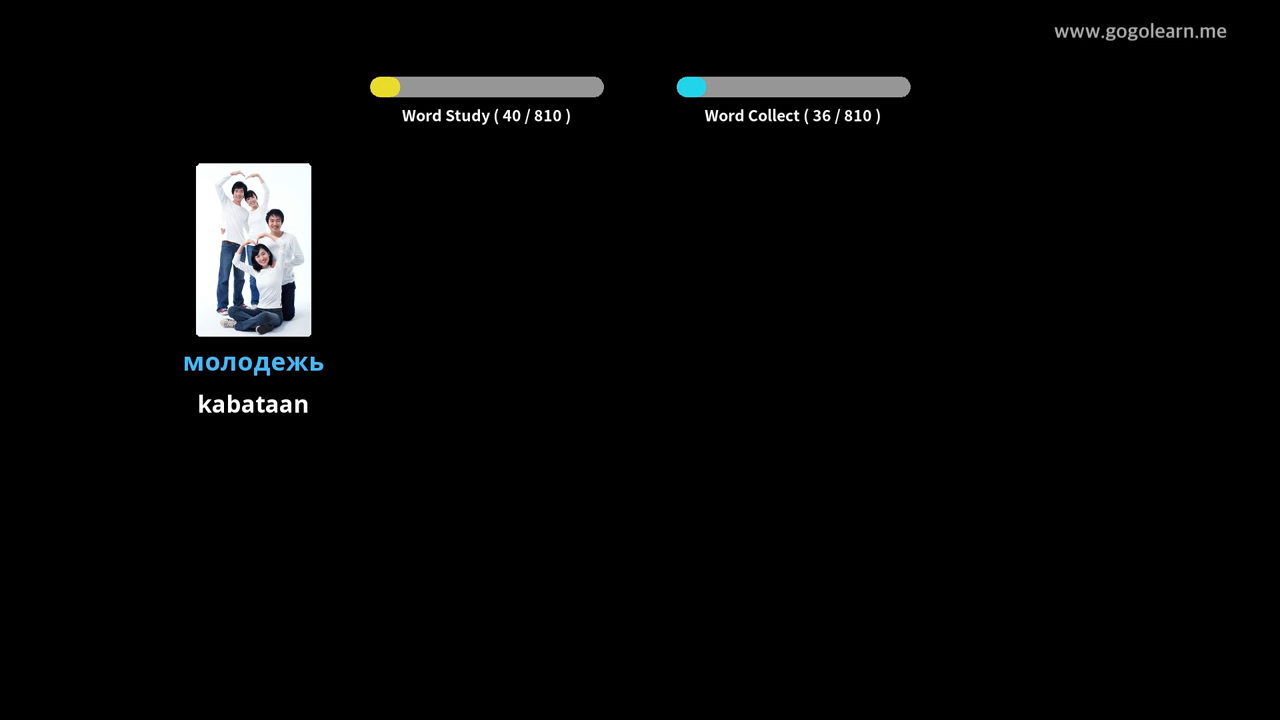 www.gogolearn.me
Word Study ( 40 / 810 )
Word Collect ( 36 / 810 )
молодежь
kabataan